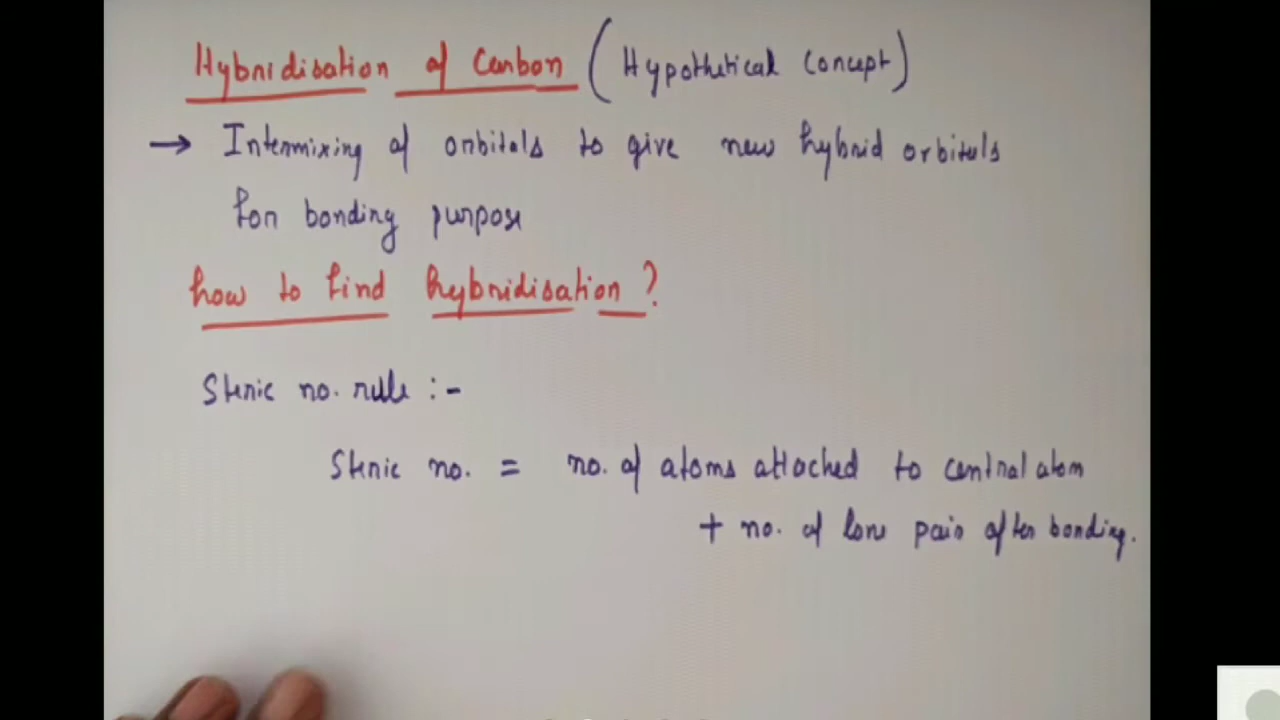 Hybridisation of Carbon (Hypothetical Concept)
→ Intermixing of orbitals to give new hybrid orbitals
for bonding purpose
how to find hybridisation ?
Steric no. rule :-
Steric no. = no. of atoms attached to central atom
+ no. of lone pair after bonding.